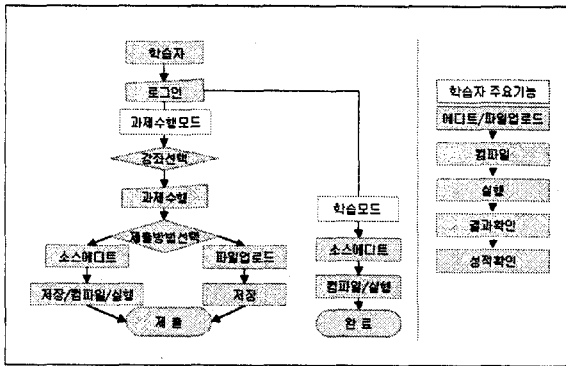 학습자
로그인
과제수행모드
강좌선택
과제수행
제출방법선택
소스에디트
파일업로드
저장/컴파일/실행
저장
제 출
학습모드
소스에디트
컴파일/실행
완 료
학습자 주요기능
에디트/파일업로드
컴파일
실행
결과확인
성적확인